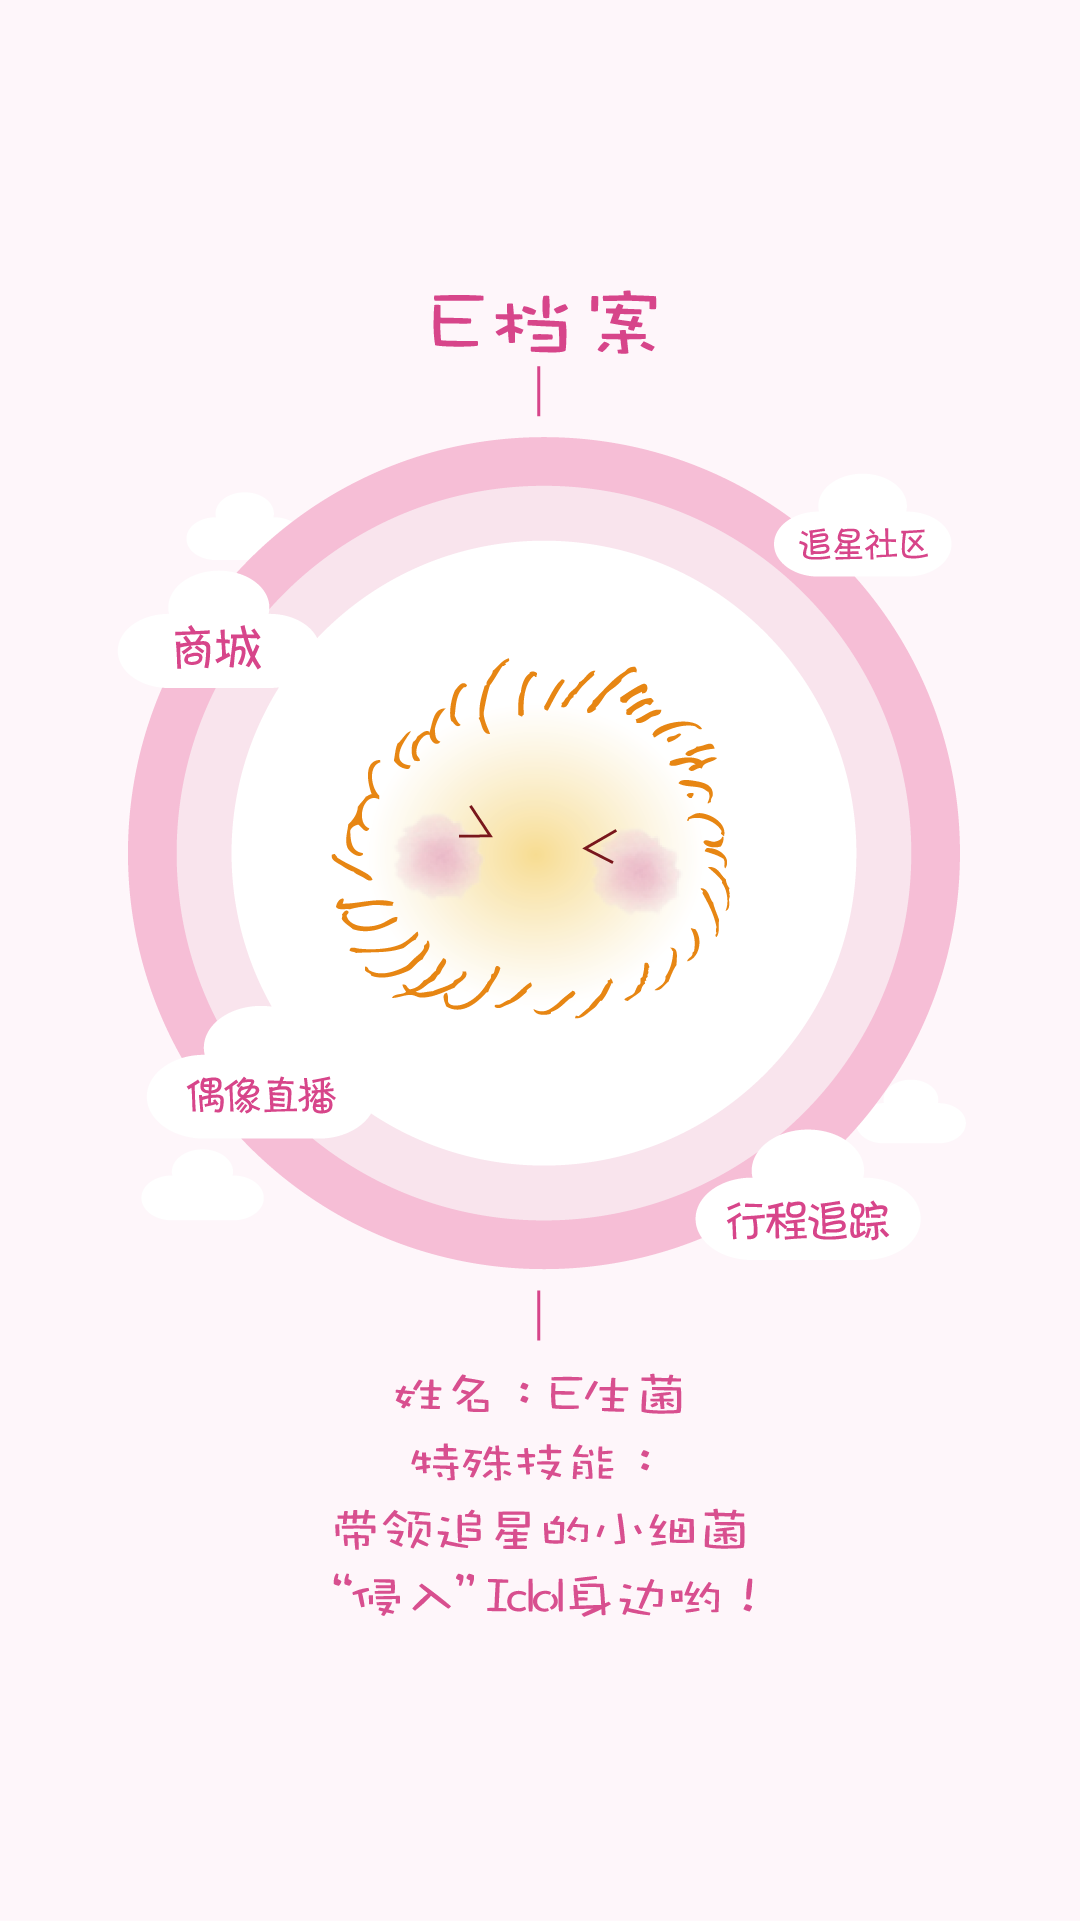 E档案
追星社区
商城
偶像直播
行程追踪
姓名：E生菌
特殊技能：
带领追星的小细菌
“侵入”Idol身边哟！